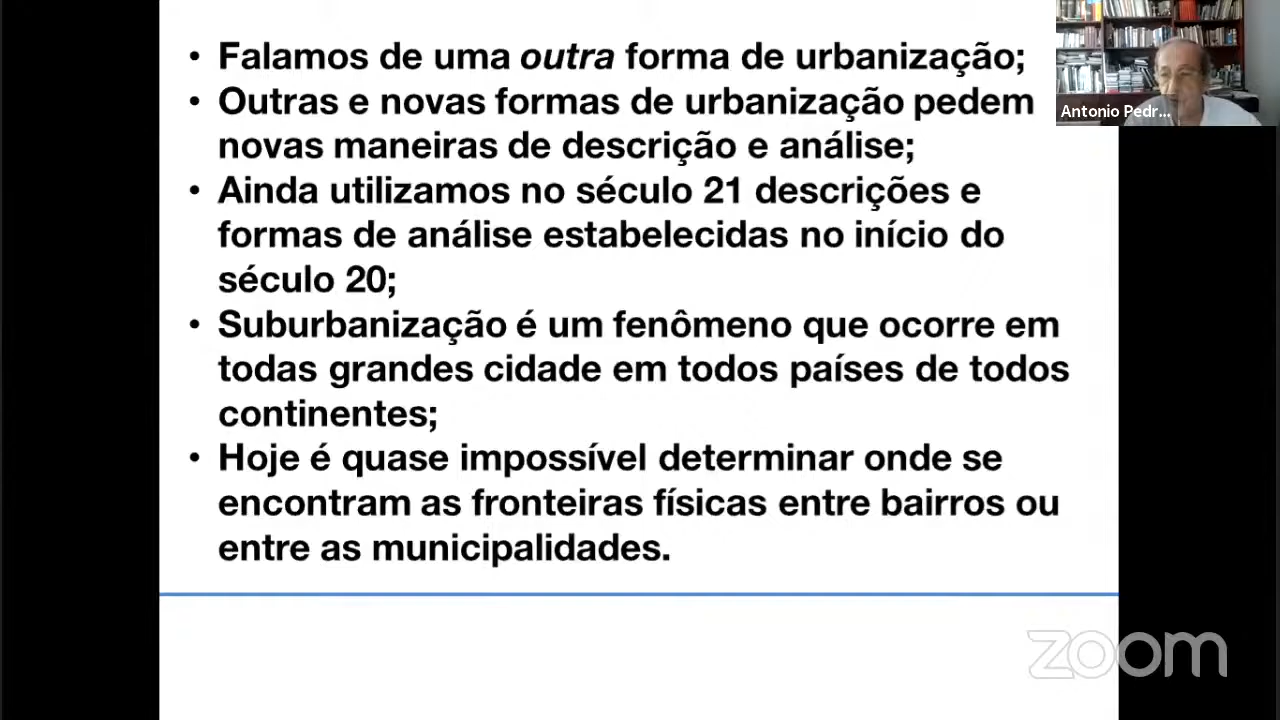 • Falamos de uma outra forma de urbanização;
• Outras e novas formas de urbanização pedem
novas maneiras de descrição e análise;
• Ainda utilizamos no século 21 descrições e
formas de análise estabelecidas no início do
século 20;
• Suburbanização é um fenômeno que ocorre em
todas grandes cidade em todos países de todos
continentes;
• Hoje é quase impossível determinar onde se
encontram as fronteiras físicas entre bairros ou
entre as municipalidades.
Antonio Pedr...
zoom